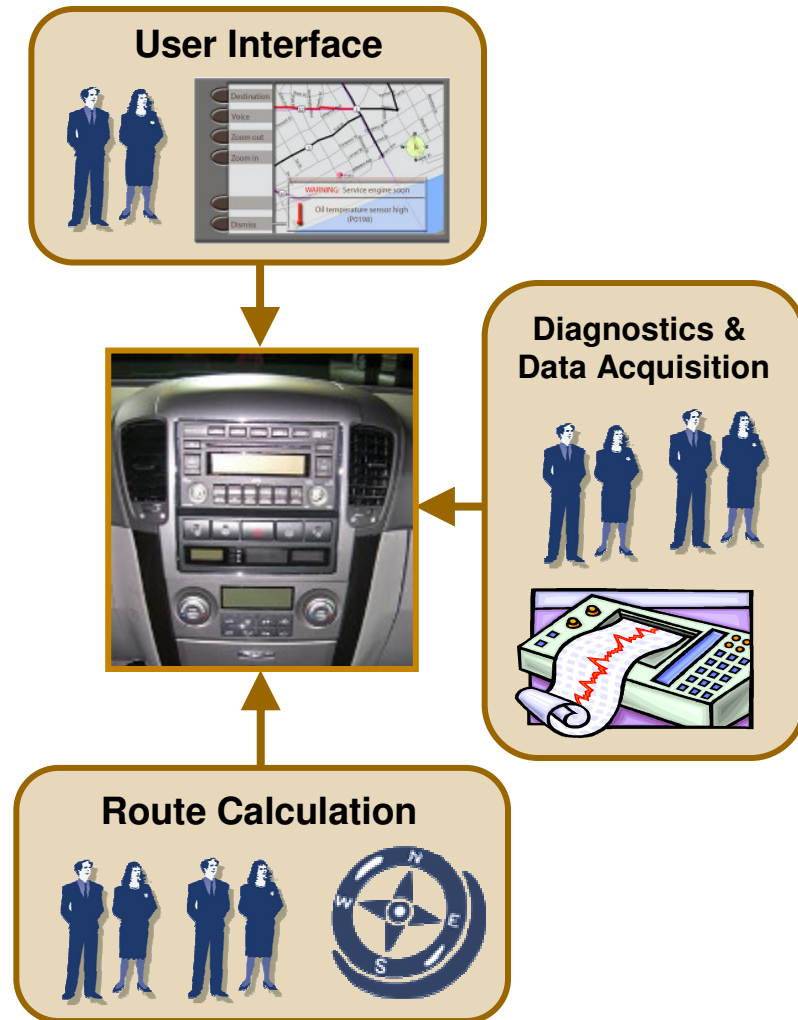 User Interface
Destination
Voice
Zoom out
Zoom in
WARNING: Service engine soon
Oil temperature sensor high
(P0198)
Dismiss
Diagnostics &
Data Acquisition
Route Calculation
N
W
E
S